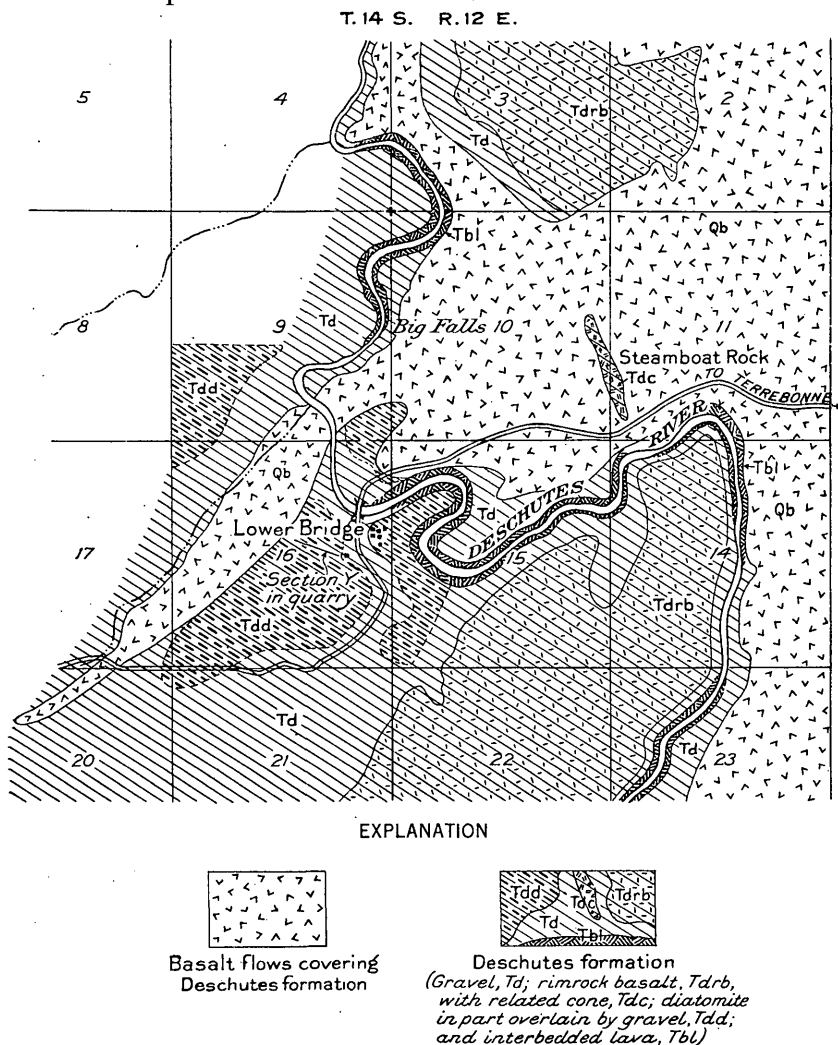 T. 14 S. R. 12 E.
5
4
3
2
Tdrb
Td
Qb
Tbl
8
9
Td
Big Falls 10
11
Steamboat Rock
Tdc
TO TERREBONNE
Tdd
RIVER
Tbl
Qb
Qb
Td
Lower Bridge
DESCHUTES
17
16
15
14
Section Y
in quarry
Tdrb
Tdd
Td
Td
20
21
22
23
EXPLANATION
Tdd
Tdc
Tdrb
Td
Tbl
Basalt flows covering
Deschutes formation
Deschutes formation
(Gravel, Td; rimrock basalt, Tdrb,
with related cone, Tdc; diatomite
in part overlain by gravel, Tdd;
and interbedded lava, Tbl)